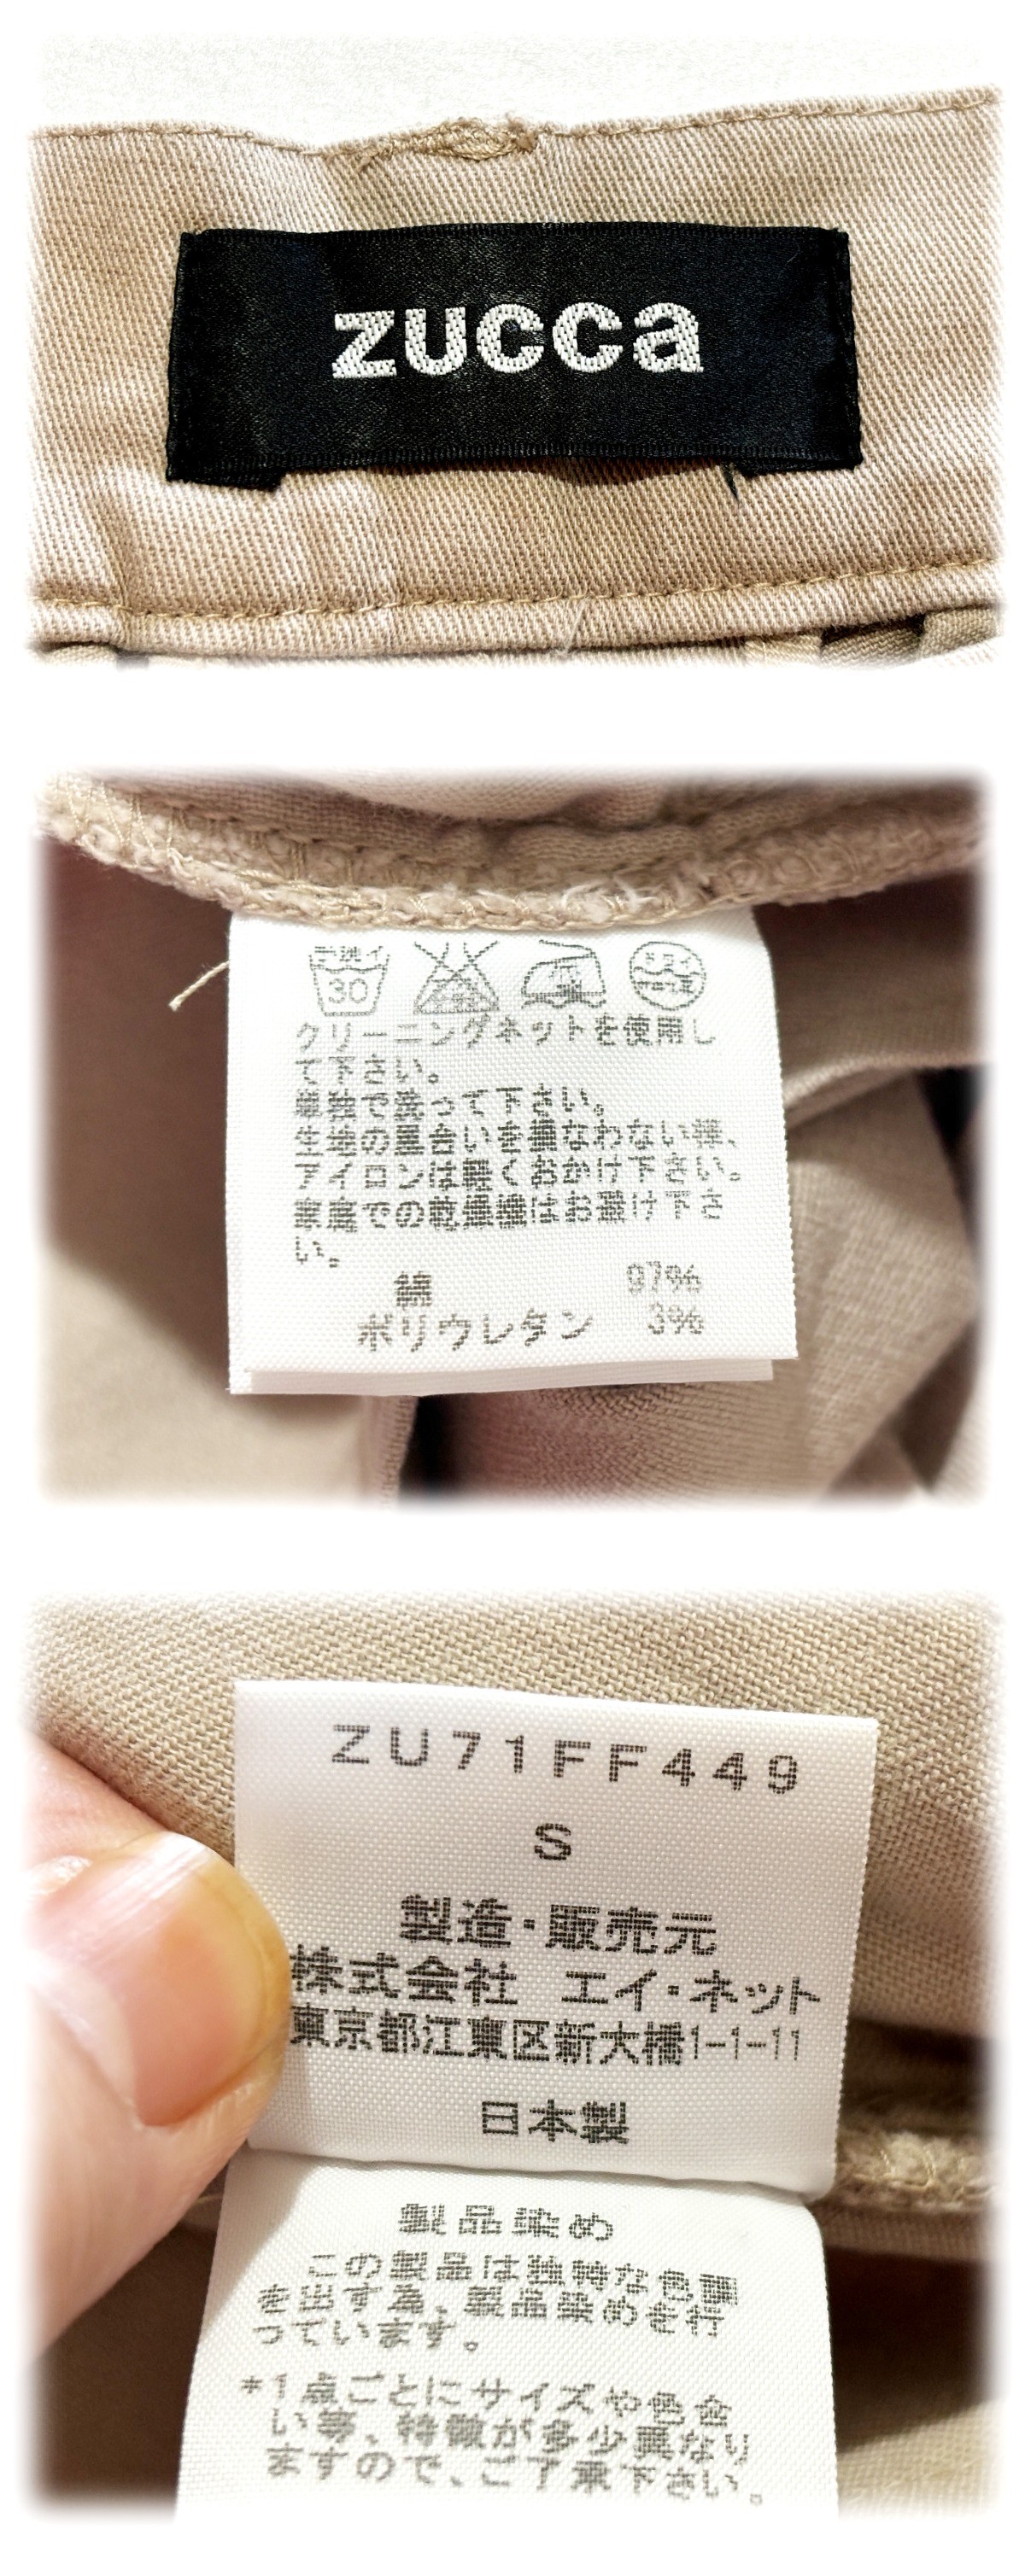 zucca
手洗イ
30
中
クリーニングネットを使用し
て下さい。
単独で洗って下さい。
生地の風合いを損なわない様、
アイロンは軽くおかけ下さい。
家庭での乾燥機はお避け下さ
い。
綿 97%
ポリウレタン 3%
ZU71FF449
S
製造・販売元
株式会社 エイ・ネット
東京都江東区新大橋1-1-11
日本製
製品染め
この製品は独特な色調
を出す為、製品染めを行
っています。
*1点ごとにサイズや色合
い等、特徴が多少異なり
ますので、ご了承下さい。